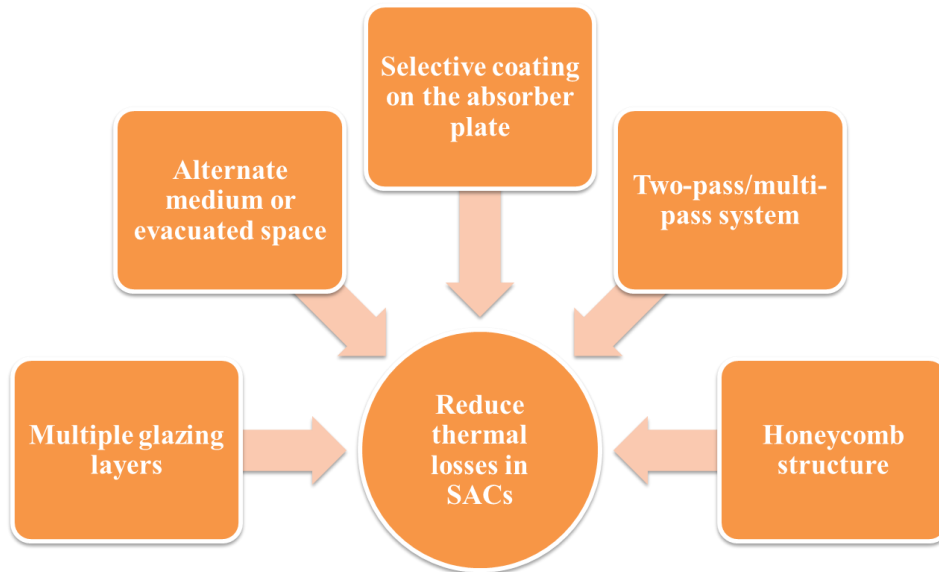 Selective coating
on the absorber
plate
Alternate
medium or
evacuated space
Two-pass/multi-
pass system
Multiple glazing
layers
Reduce
thermal
losses in
SACs
Honeycomb
structure